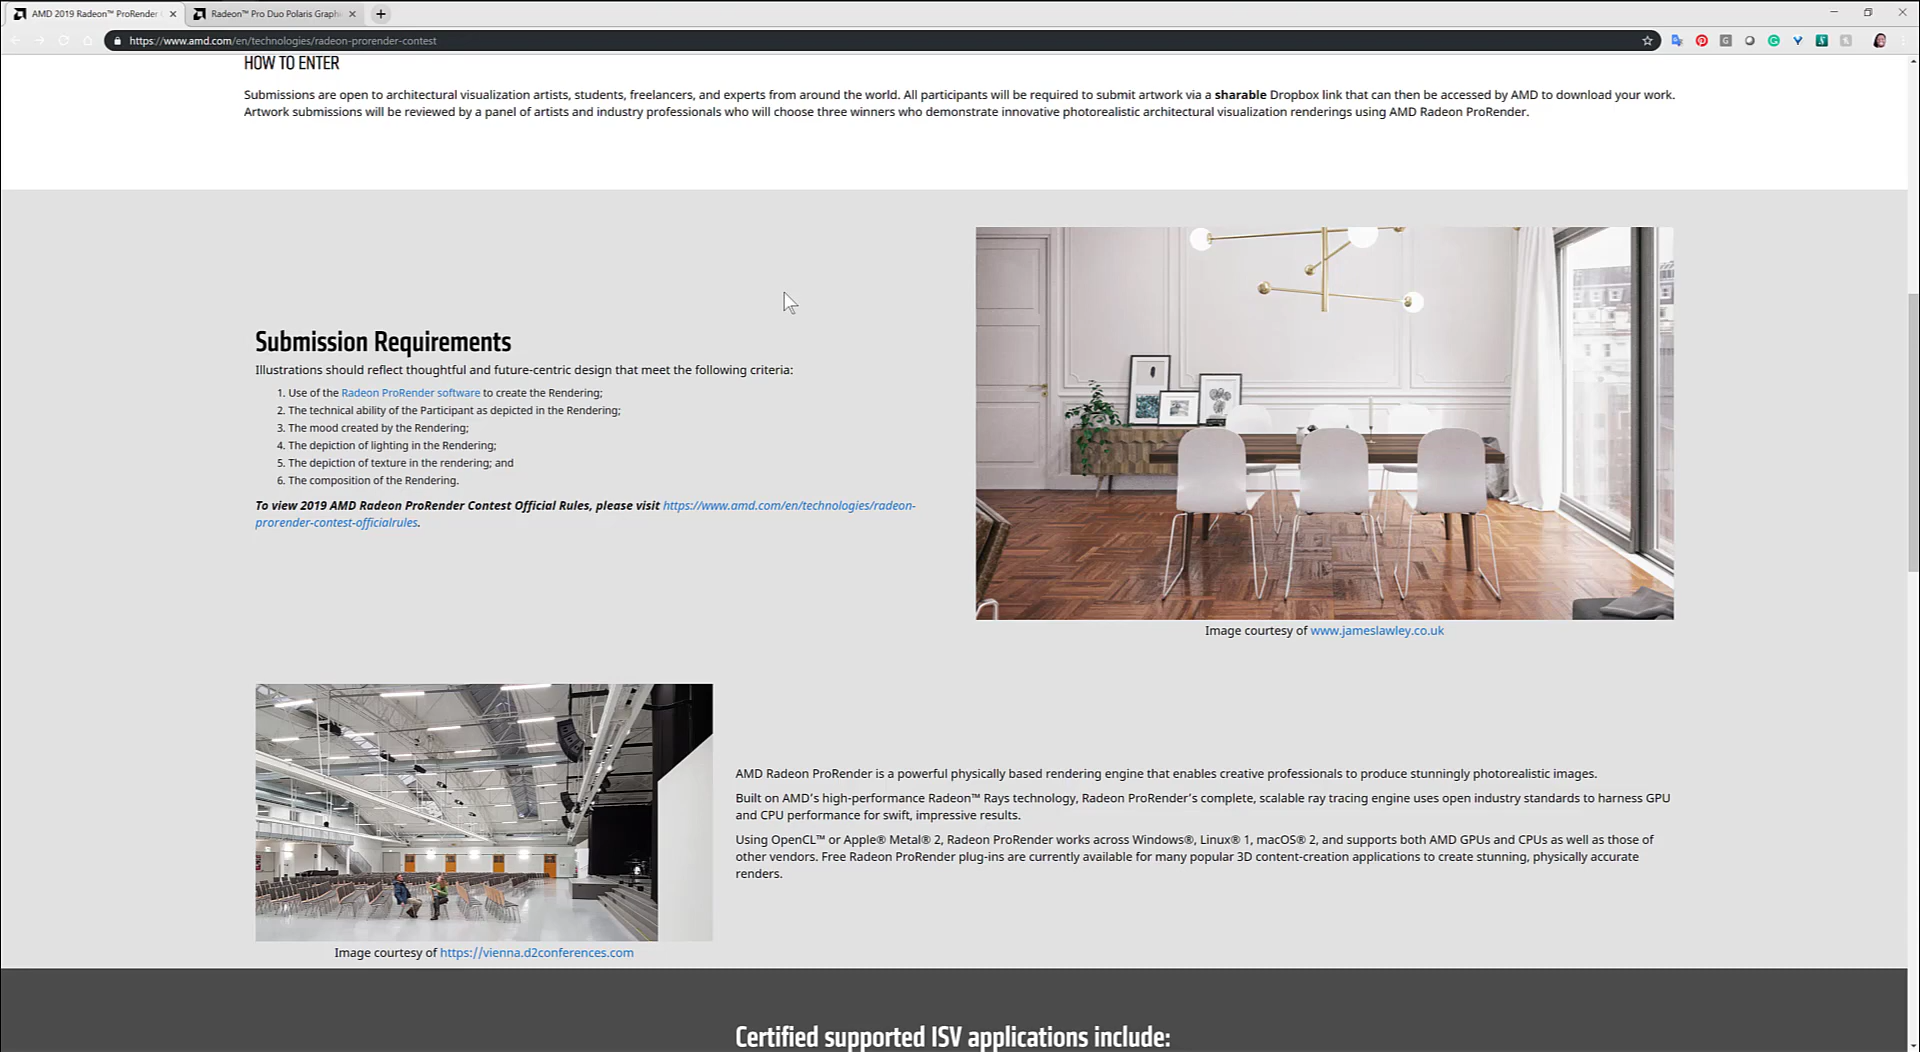 AMD 2019 Radeon™ ProRender
Radeon™ Pro Duo Polaris Graph
https://www.amd.com/en/technologies/radeon-prorender-contest
HOW TO ENTER
Submissions are open to architectural visualization artists, students, freelancers, and experts from around the world. All participants will be required to submit artwork via a sharable Dropbox link that can then be accessed by AMD to download your work.
Artwork submissions will be reviewed by a panel of artists and industry professionals who will choose three winners who demonstrate innovative photorealistic architectural visualization renderings using AMD Radeon ProRender.
Submission Requirements
Illustrations should reflect thoughtful and future-centric design that meet the following criteria:
1. Use of the Radeon ProRender software to create the Rendering;
2. The technical ability of the Participant as depicted in the Rendering;
3. The mood created by the Rendering;
4. The depiction of lighting in the Rendering;
5. The depiction of texture in the rendering; and
6. The composition of the Rendering.
To view 2019 AMD Radeon ProRender Contest Official Rules, please visit https://www.amd.com/en/technologies/radeon-
prorender-contest-officialrules.
Image courtesy of www.jameslawley.co.uk
AMD Radeon ProRender is a powerful physically based rendering engine that enables creative professionals to produce stunningly photorealistic images.
Built on AMD's high-performance Radeon™ Rays technology, Radeon ProRender's complete, scalable ray tracing engine uses open industry standards to harness GPU
and CPU performance for swift, impressive results.
Using OpenCL™ or Apple® Metal® 2, Radeon ProRender works across Windows®, Linux® 1, macOS® 2, and supports both AMD GPUs and CPUs as well as those of
other vendors. Free Radeon ProRender plug-ins are currently available for many popular 3D content-creation applications to create stunning, physically accurate
renders.
Image courtesy of https://vienna.d2conferences.com
Certified supported ISV applications include: